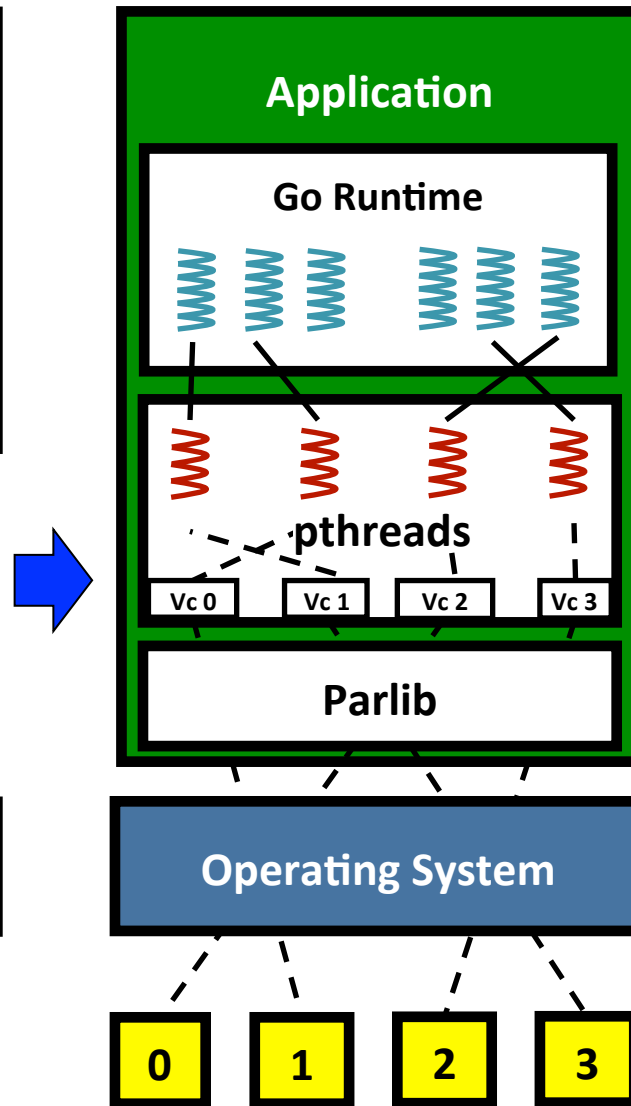 Application
Go Runtime
pthreads
Vc 0 Vc 1 Vc 2 Vc 3
Parlib
Operating System
0 1 2 3